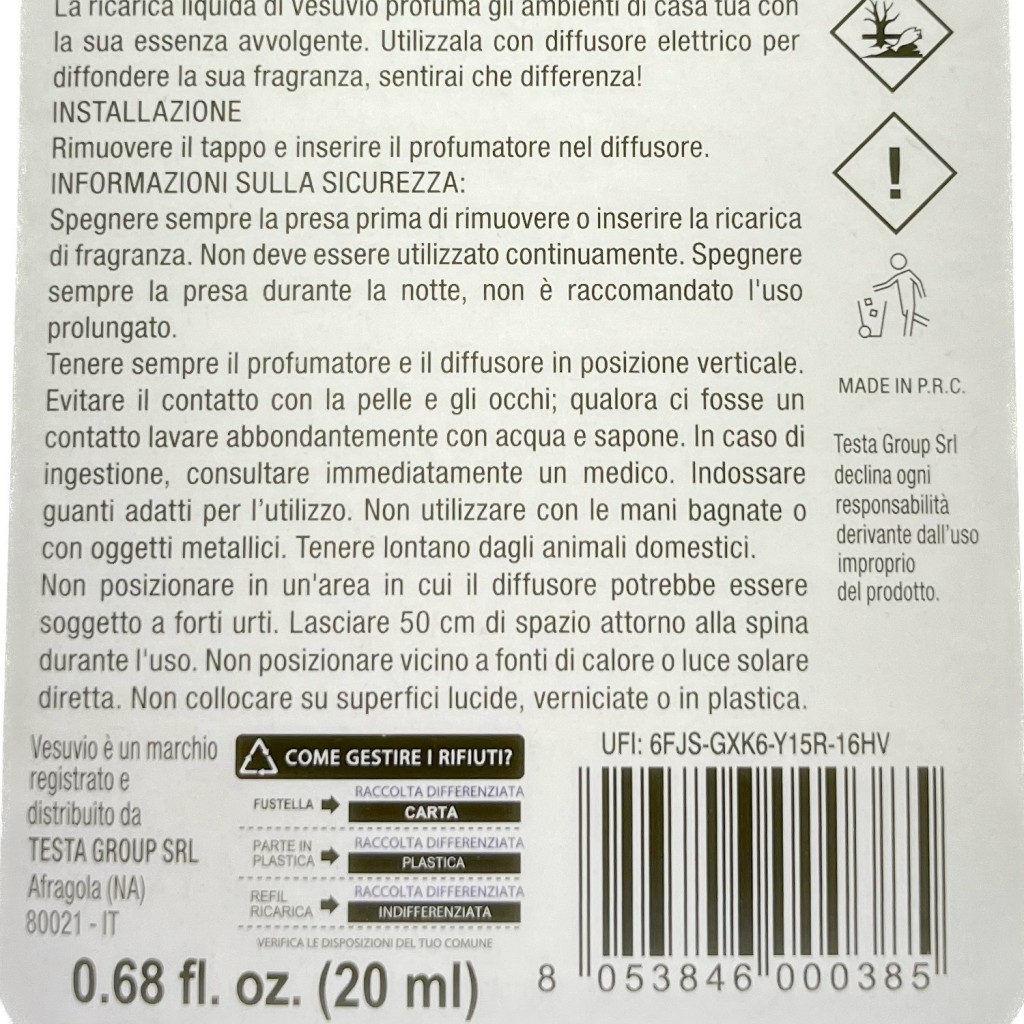 La ricarica liquida di Vesuvio profuma gli ambienti di casa tua con
la sua essenza avvolgente. Utilizzala con diffusore elettrico per
diffondere la sua fragranza, sentirai che differenza!
INSTALLAZIONE
Rimuovere il tappo e inserire il profumatore nel diffusore.
INFORMAZIONI SULLA SICUREZZA:
Spegnere sempre la presa prima di rimuovere o inserire la ricarica
di fragranza. Non deve essere utilizzato continuamente. Spegnere
sempre la presa durante la notte, non è raccomandato l'uso
prolungato.
Tenere sempre il profumatore e il diffusore in posizione verticale.
Evitare il contatto con la pelle e gli occhi; qualora ci fosse un
contatto lavare abbondantemente con acqua e sapone. In caso di
ingestione, consultare immediatamente un medico. Indossare
guanti adatti per l’utilizzo. Non utilizzare con le mani bagnate o
con oggetti metallici. Tenere lontano dagli animali domestici.
Non posizionare in un'area in cui il diffusore potrebbe essere
soggetto a forti urti. Lasciare 50 cm di spazio attorno alla spina
durante l'uso. Non posizionare vicino a fonti di calore o luce solare
diretta. Non collocare su superfici lucide, verniciate o in plastica.
!
MADE IN P.R.C.
Testa Group Srl
declina ogni
responsabilità
derivante dall’uso
improprio
del prodotto.
Vesuvio è un marchio
registrato e
distribuito da
TESTA GROUP SRL
Afragola (NA)
80021 - IT
COME GESTIRE I RIFIUTI?
FUSTELLA
RACCOLTA DIFFERENZIATA
CARTA
PARTE IN
PLASTICA
RACCOLTA DIFFERENZIATA
PLASTICA
REFIL
RICARICA
RACCOLTA DIFFERENZIATA
INDIFFERENZIATA
VERIFICA LE DISPOSIZIONI DEL TUO COMUNE
0.68 fl. oz. (20 ml)
UFI: 6FJS-GXK6-Y15R-16HV
8 053846 000385